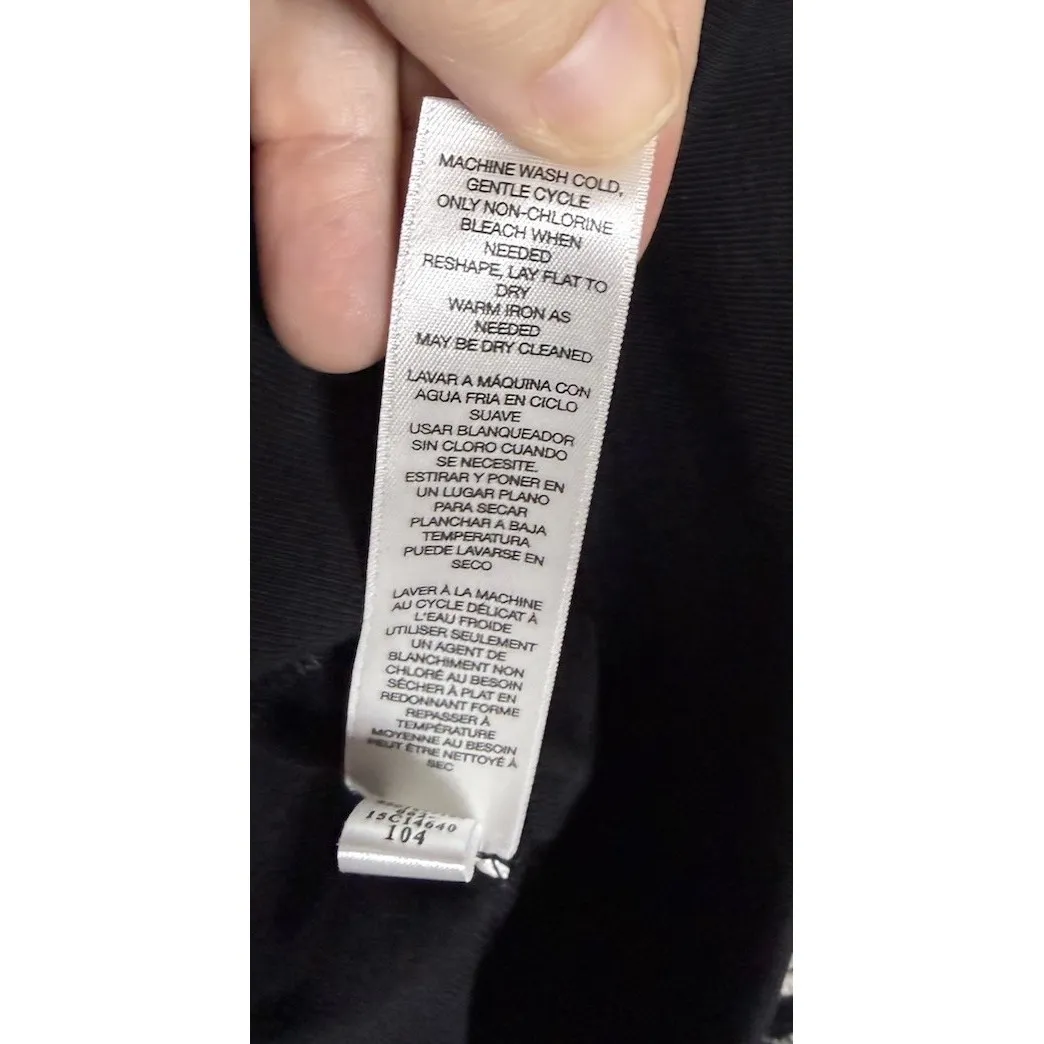 MACHINE WASH COLD,
GENTLE CYCLE
ONLY NON-CHLORINE
BLEACH WHEN
NEEDED
RESHAPE, LAY FLAT TO
DRY
WARM IRON AS
NEEDED
MAY BE DRY CLEANED
LAVAR A MÁQUINA CON
AGUA FRIA EN CICLO
SUAVE
USAR BLANQUEADOR
SIN CLORO CUANDO
SE NECESITE.
ESTIRAR Y PONER EN
UN LUGAR PLANO
PARA SECAR
PLANCHAR A BAJA
TEMPERATURA
PUEDE LAVARSE EN
SECO
LAVER À LA MACHINE
AU CYCLE DÉLICAT À
L'EAU FROIDE
UTILISER SEULEMENT
UN AGENT DE
BLANCHIMENT NON
CHLORÉ AU BESOIN
SÉCHER À PLAT EN
REDONNANT FORME
REPASSER À
TEMPÉRATURE
MOYENNE AU BESOIN
PEUT ÊTRE NETTOYÉ À
SEC
15C14640
104